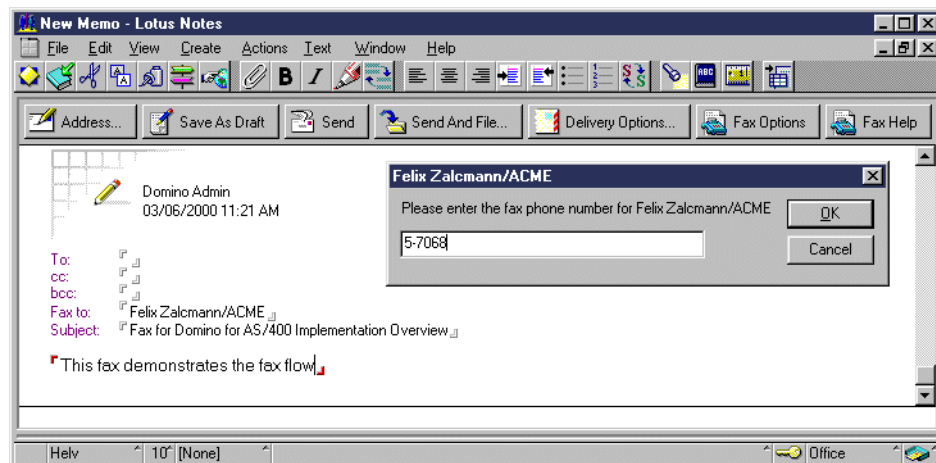 New Memo - Lotus Notes
File Edit View Create Actions Text Window Help
B I ABC
Address... Save As Draft Send Send And File... Delivery Options... Fax Options Fax Help
Domino Admin
03/06/2000 11:21 AM
Felix Zalcmann/ACME
Please enter the fax phone number for Felix Zalcmann/ACME
5-7068
OK
Cancel
To:
cc:
bcc:
Fax to: Felix Zalcmann/ACME
Subject: Fax for Domino for AS/400 Implementation Overview
This fax demonstrates the fax flow
Helv 10 [None] Office